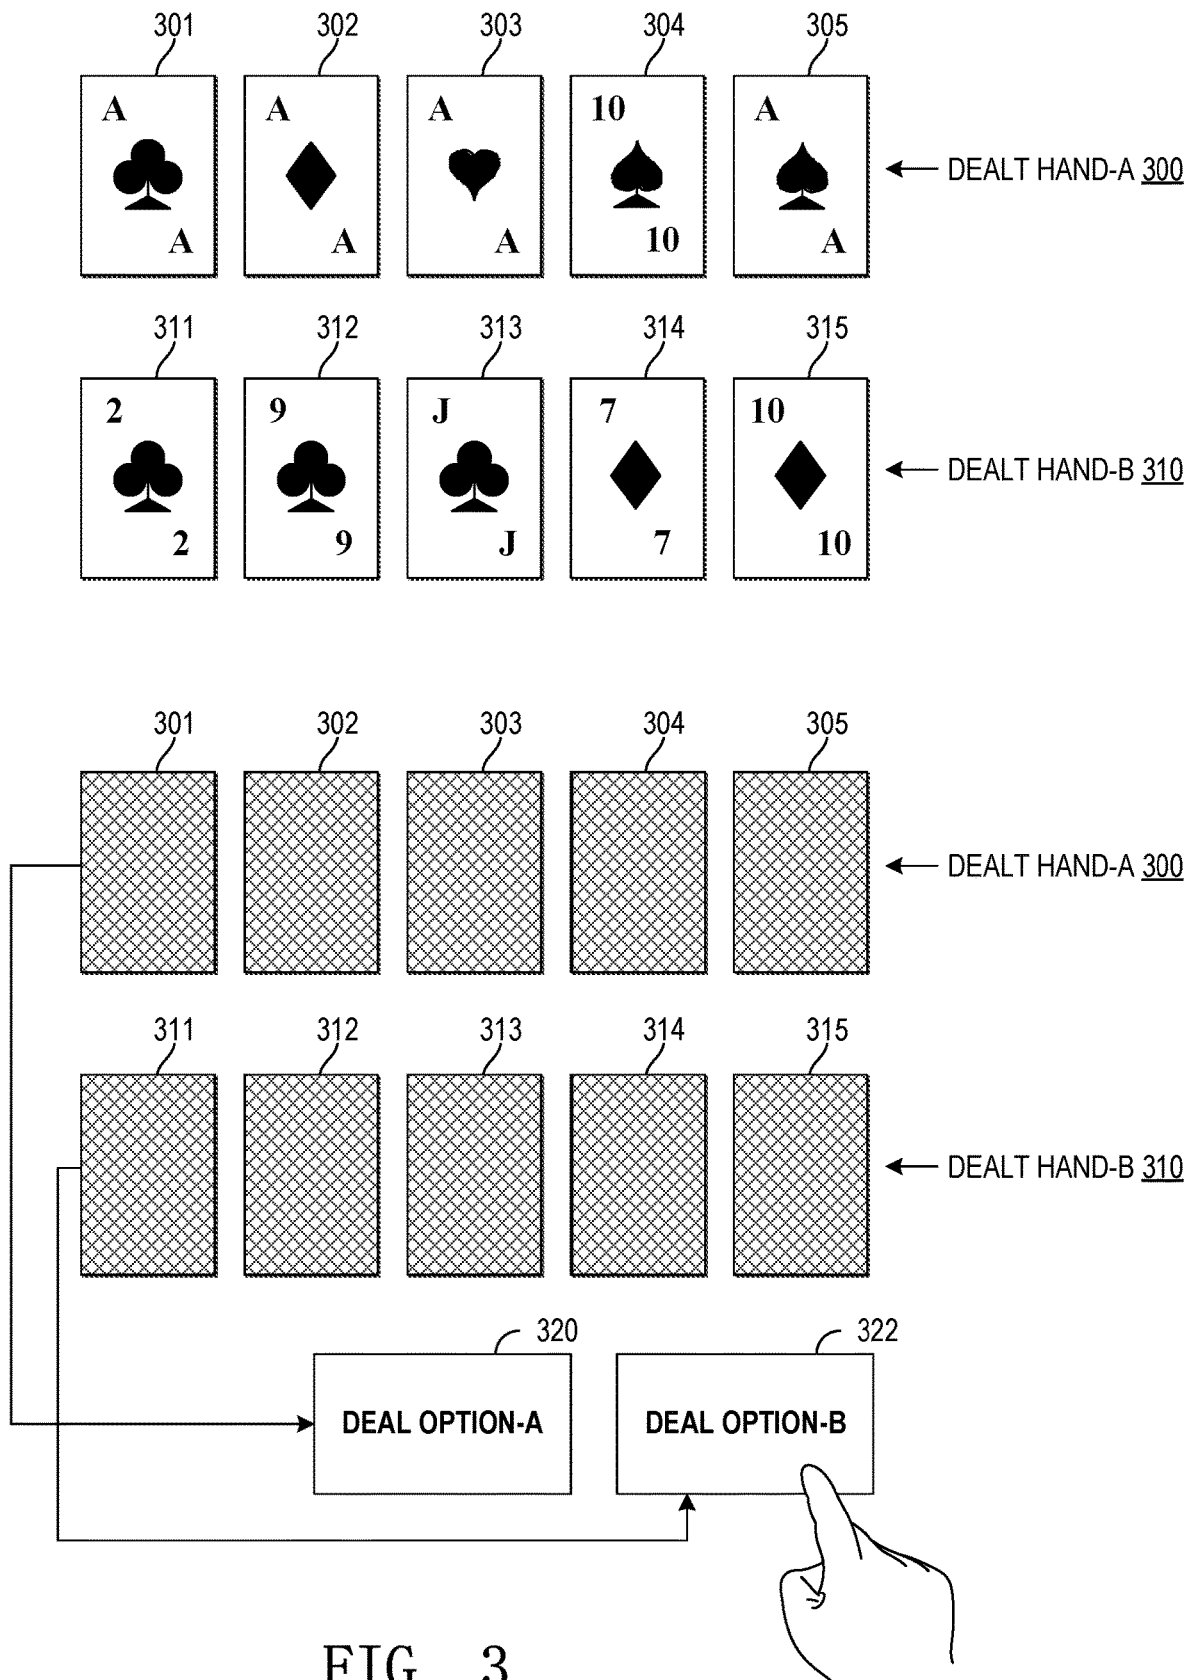 301 302 303 304 305
A A A 10 A
DEALT HAND-A 300
A A A 10 A
311 312 313 314 315
2 9 J 7 10
DEALT HAND-B 310
2 9 J 7 10
301 302 303 304 305
DEALT HAND-A 300
311 312 313 314 315
DEALT HAND-B 310
320 322
DEAL OPTION-A DEAL OPTION-B
FIG. 3